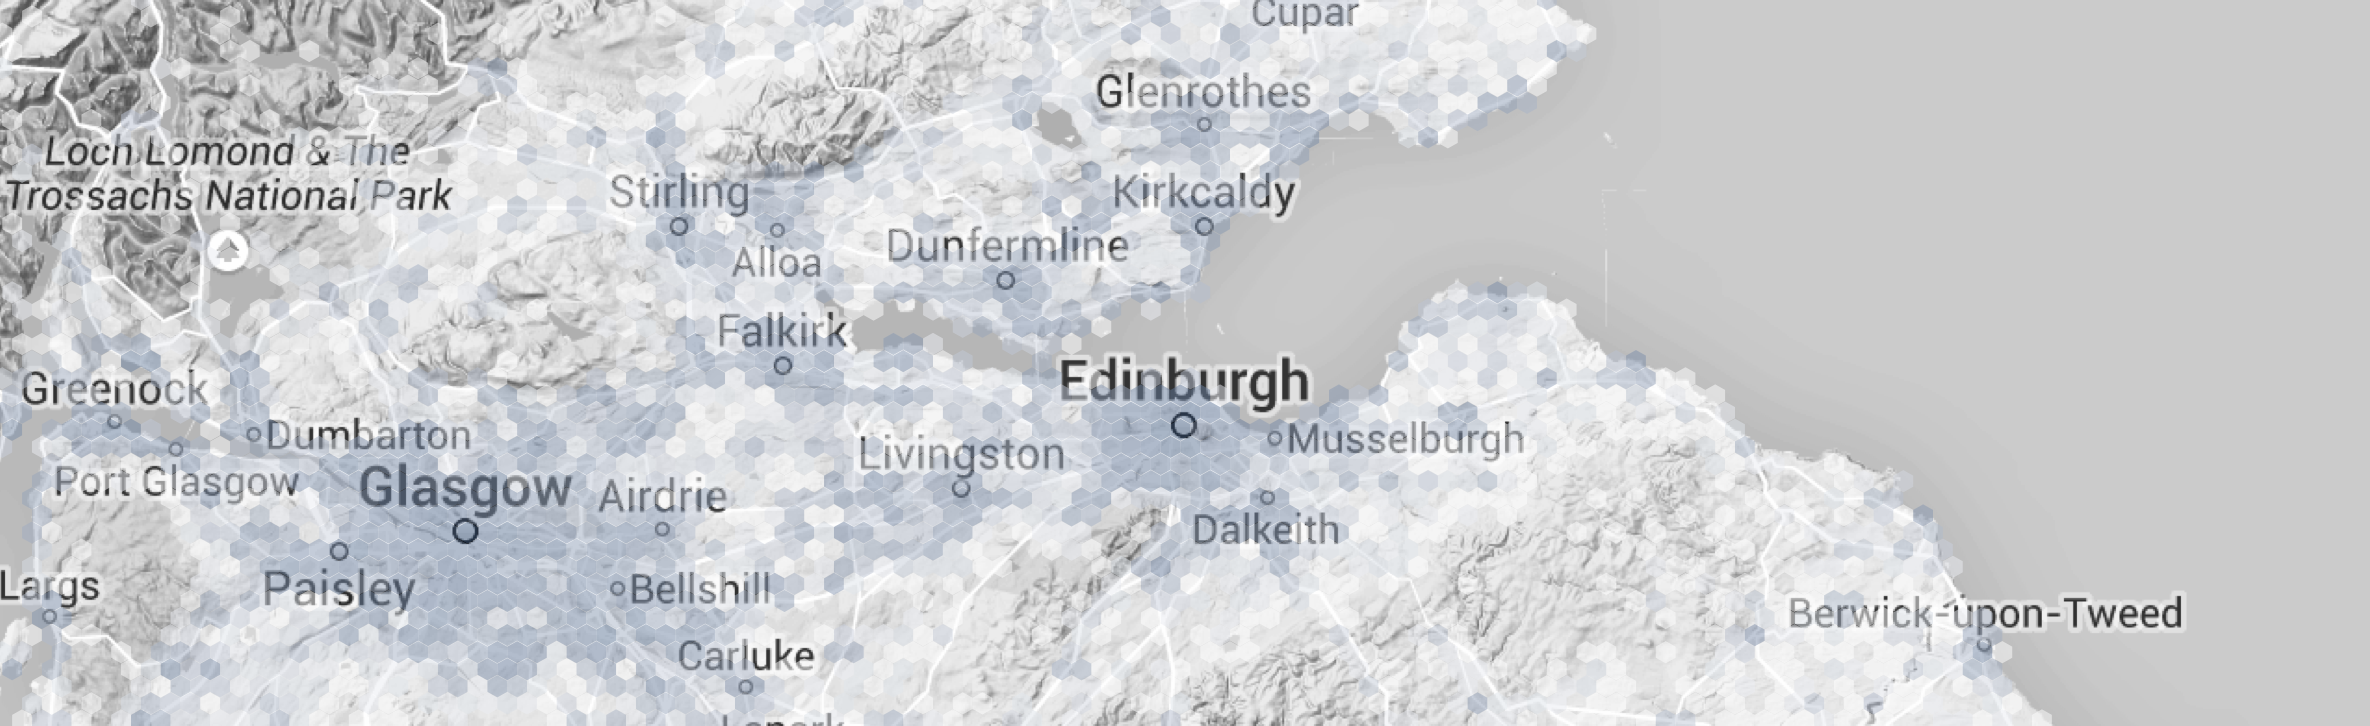 Cupar
Glenrothes
Loch Lomond & The
Trossachs National Park
Stirling
Kirkcaldy
Alloa
Dunfermline
Falkirk
Edinburgh
Greenock
Dumbarton
Musselburgh
Livingston
Port Glasgow
Glasgow
Airdrie
Dalkeith
Largs
Paisley
Bellshill
Berwick-upon-Tweed
Carluke
Lanark